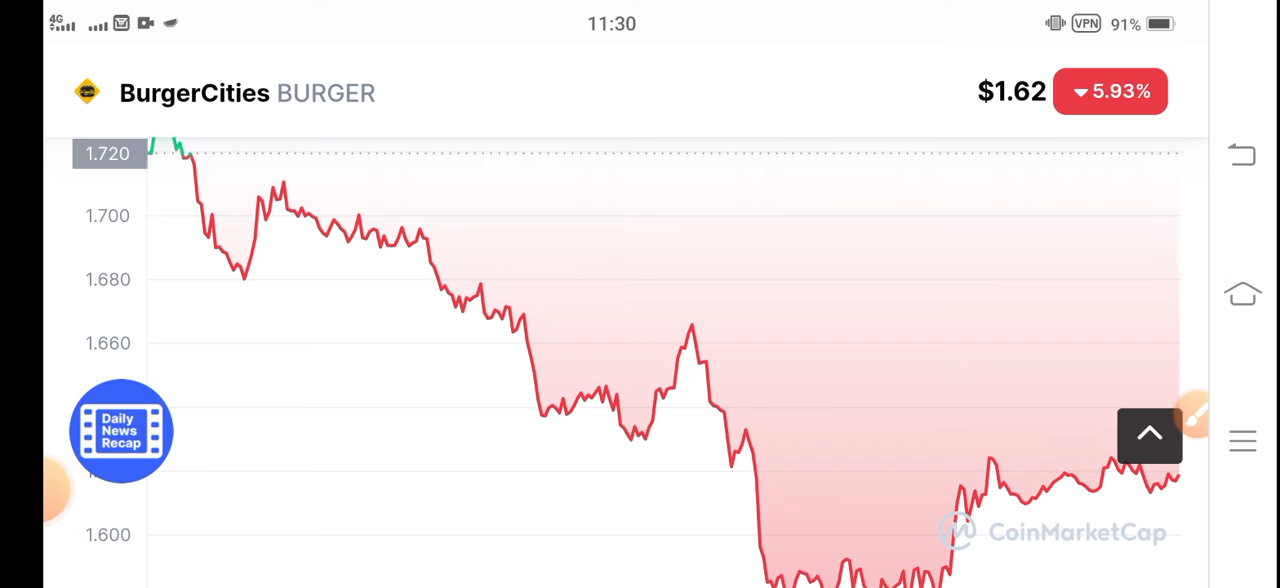 4G 11:30 VPN 91%
BurgerCities BURGER $1.62 5.93%
1.720
1.700
1.680
1.660
Daily
News
Recap
1.600
CoinMarketCap